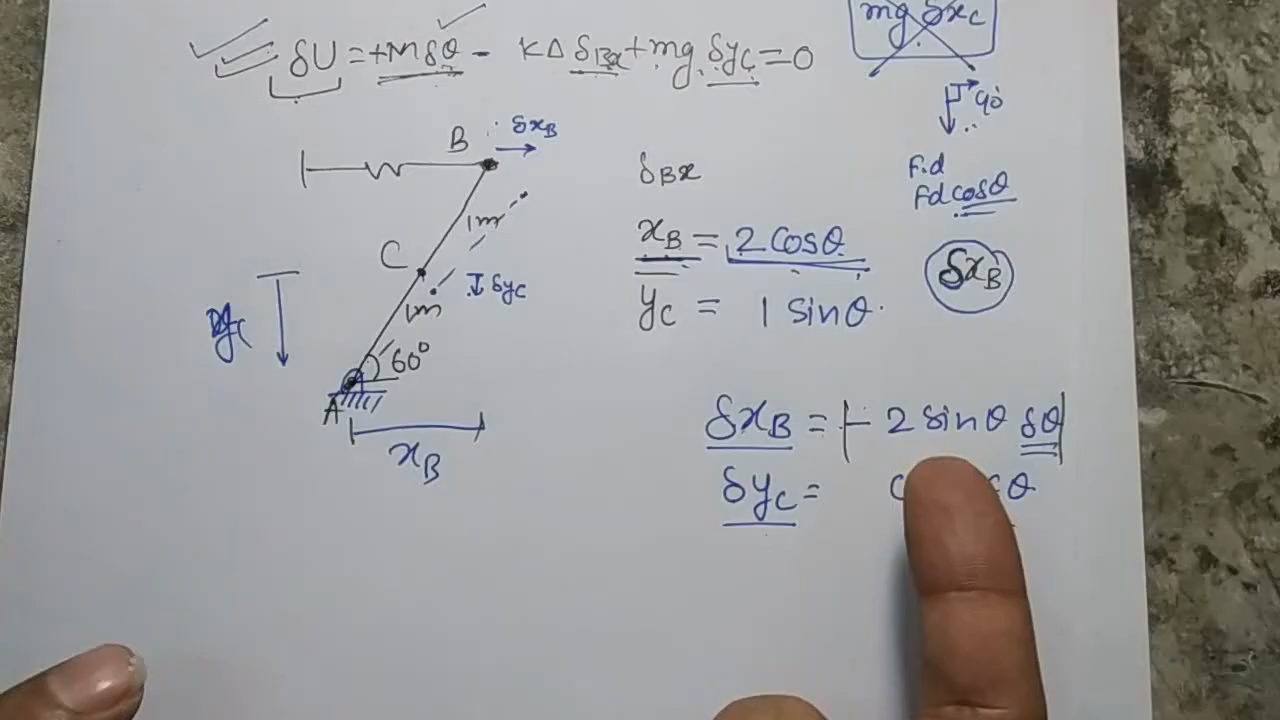 mg δxc
δU = +Mδθ - KΔ δBx + mg δyc = 0
90°
B
δxB
F.d
Fd cosθ
δBx
1m
xB = 2 cosθ
δxB
C
δyc
yc = 1 sinθ
1m
yc
60°
A
δxB = |- 2 sinθ δθ|
xB
δyc = θ